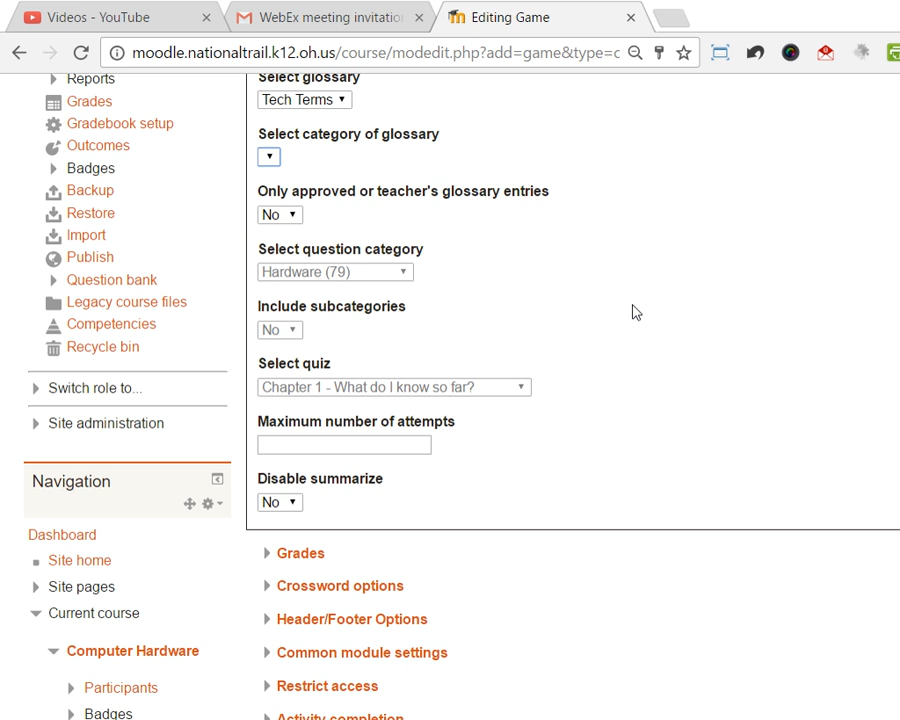 Videos - YouTube
WebEx meeting invitation
Editing Game
moodle.nationaltrail.k12.oh.us/course/modedit.php?add=game&type=c
Reports
Grades
Gradebook setup
Outcomes
Badges
Backup
Restore
Import
Publish
Question bank
Legacy course files
Competencies
Recycle bin
Switch role to...
Site administration
Navigation
Dashboard
Site home
Site pages
Current course
Computer Hardware
Participants
Badges
Select glossary
Tech Terms
Select category of glossary
Only approved or teacher's glossary entries
No
Select question category
Hardware (79)
Include subcategories
No
Select quiz
Chapter 1 - What do I know so far?
Maximum number of attempts
Disable summarize
No
Grades
Crossword options
Header/Footer Options
Common module settings
Restrict access
Activity completion